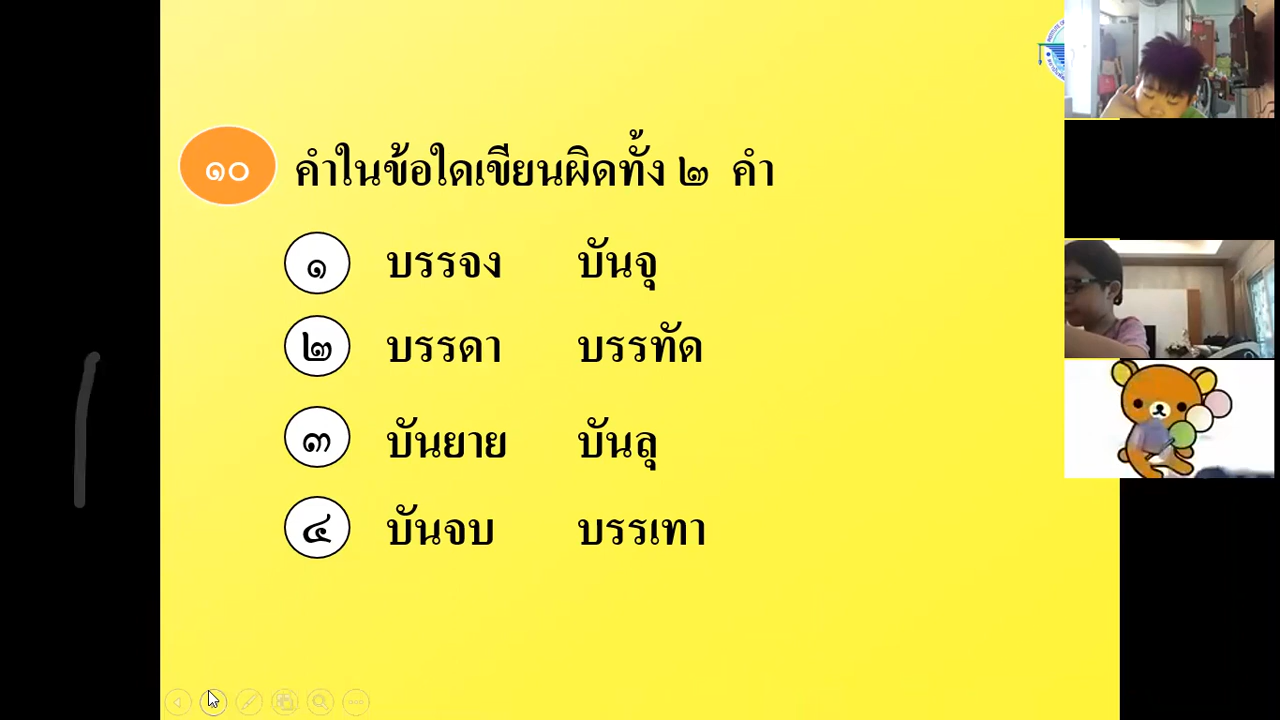 ๑๐ คำในข้อใดเขียนผิดทั้ง ๒ คำ
๑ บรรจง บันจุ
๒ บรรดา บรรทัด
๓ บันยาย บันลุ
๔ บันจบ บรรเทา